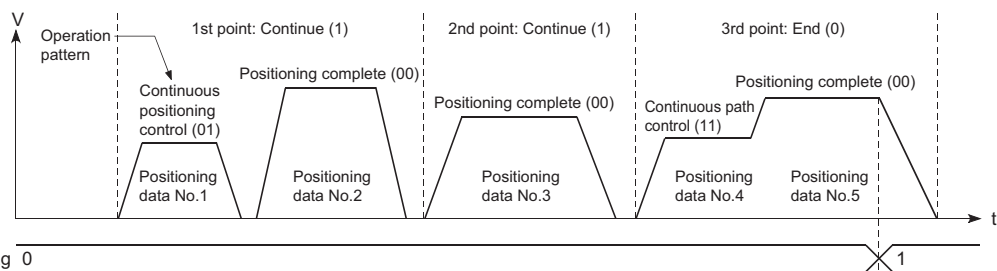 V
Operation
pattern
1st point: Continue (1)
2nd point: Continue (1)
3rd point: End (0)
Continuous
positioning
control (01)
Positioning complete (00)
Positioning complete (00)
Continuous path
control (11)
Positioning complete (00)
Positioning
data No.1
Positioning
data No.2
Positioning
data No.3
Positioning
data No.4
Positioning
data No.5
t
g 0
1